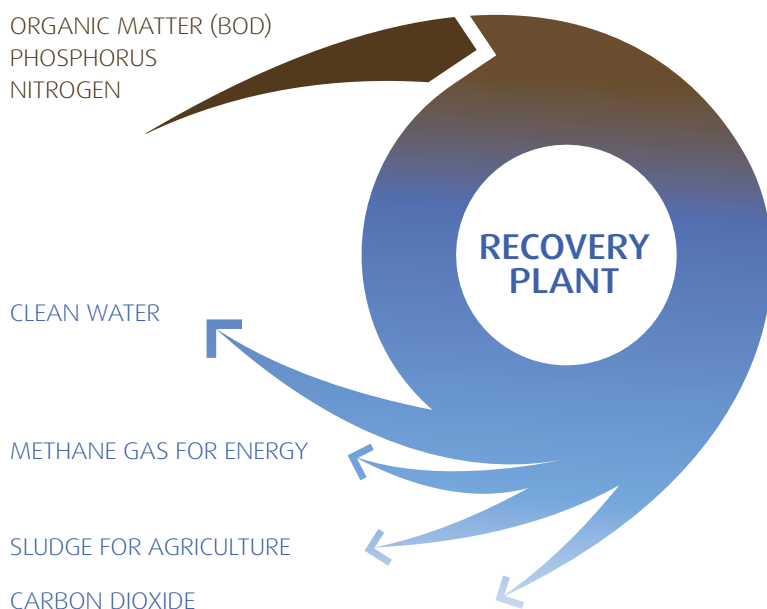 ORGANIC MATTER (BOD)
PHOSPHORUS
NITROGEN
RECOVERY
PLANT
CLEAN WATER
METHANE GAS FOR ENERGY
SLUDGE FOR AGRICULTURE
CARBON DIOXIDE